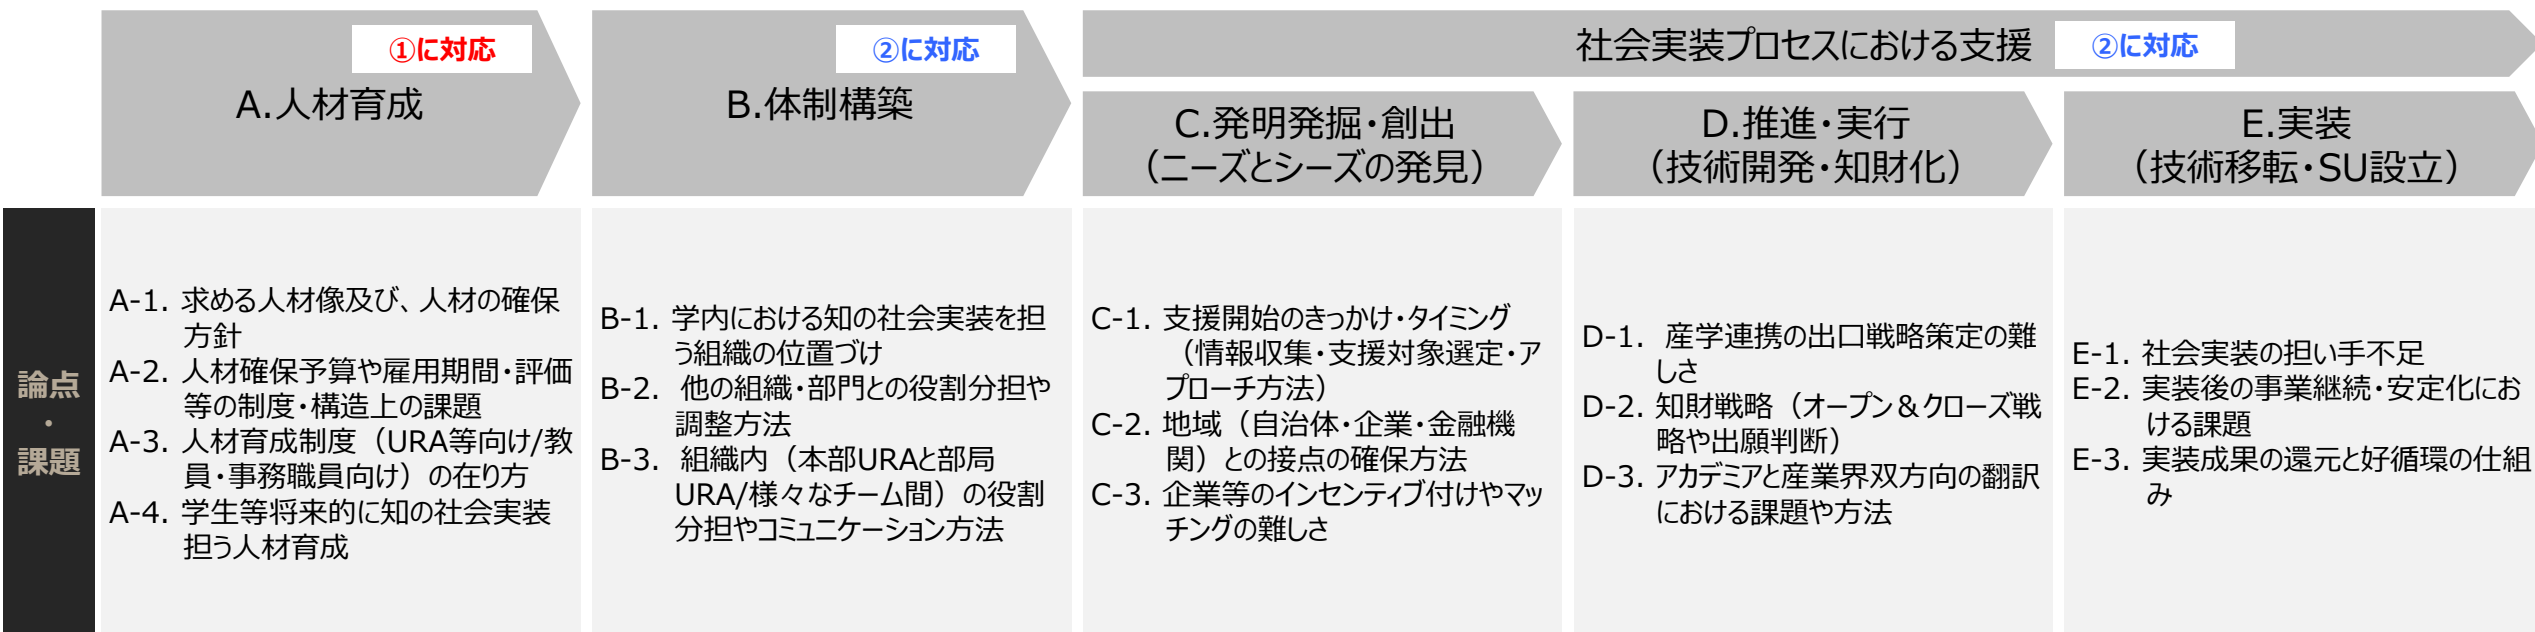 ①に対応
A.人材育成
②に対応
B.体制構築
社会実装プロセスにおける支援
②に対応
C.発明発掘・創出
（ニーズとシーズの発見）
D.推進・実行
（技術開発・知財化）
E.実装
（技術移転・SU設立）
論点
・
課題
A-1. 求める人材像及び、人材の確保
方針
A-2. 人材確保予算や雇用期間・評価
等の制度・構造上の課題
A-3. 人材育成制度（URA等向け/教
員・事務職員向け）の在り方
A-4. 学生等将来的に知の社会実装
担う人材育成
B-1. 学内における知の社会実装を担
う組織の位置づけ
B-2. 他の組織・部門との役割分担や
調整方法
B-3. 組織内（本部URAと部局
URA/様々なチーム間）の役割
分担やコミュニケーション方法
C-1. 支援開始のきっかけ・タイミング
（情報収集・支援対象選定・ア
プローチ方法）
C-2. 地域（自治体・企業・金融機
関）との接点の確保方法
C-3. 企業等のインセンティブ付けやマッ
チングの難しさ
D-1. 産学連携の出口戦略策定の難
しさ
D-2. 知財戦略（オープン＆クローズ戦
略や出願判断）
D-3. アカデミアと産業界双方向の翻訳
における課題や方法
E-1. 社会実装の担い手不足
E-2. 実装後の事業継続・安定化にお
ける課題
E-3. 実装成果の還元と好循環の仕組
み